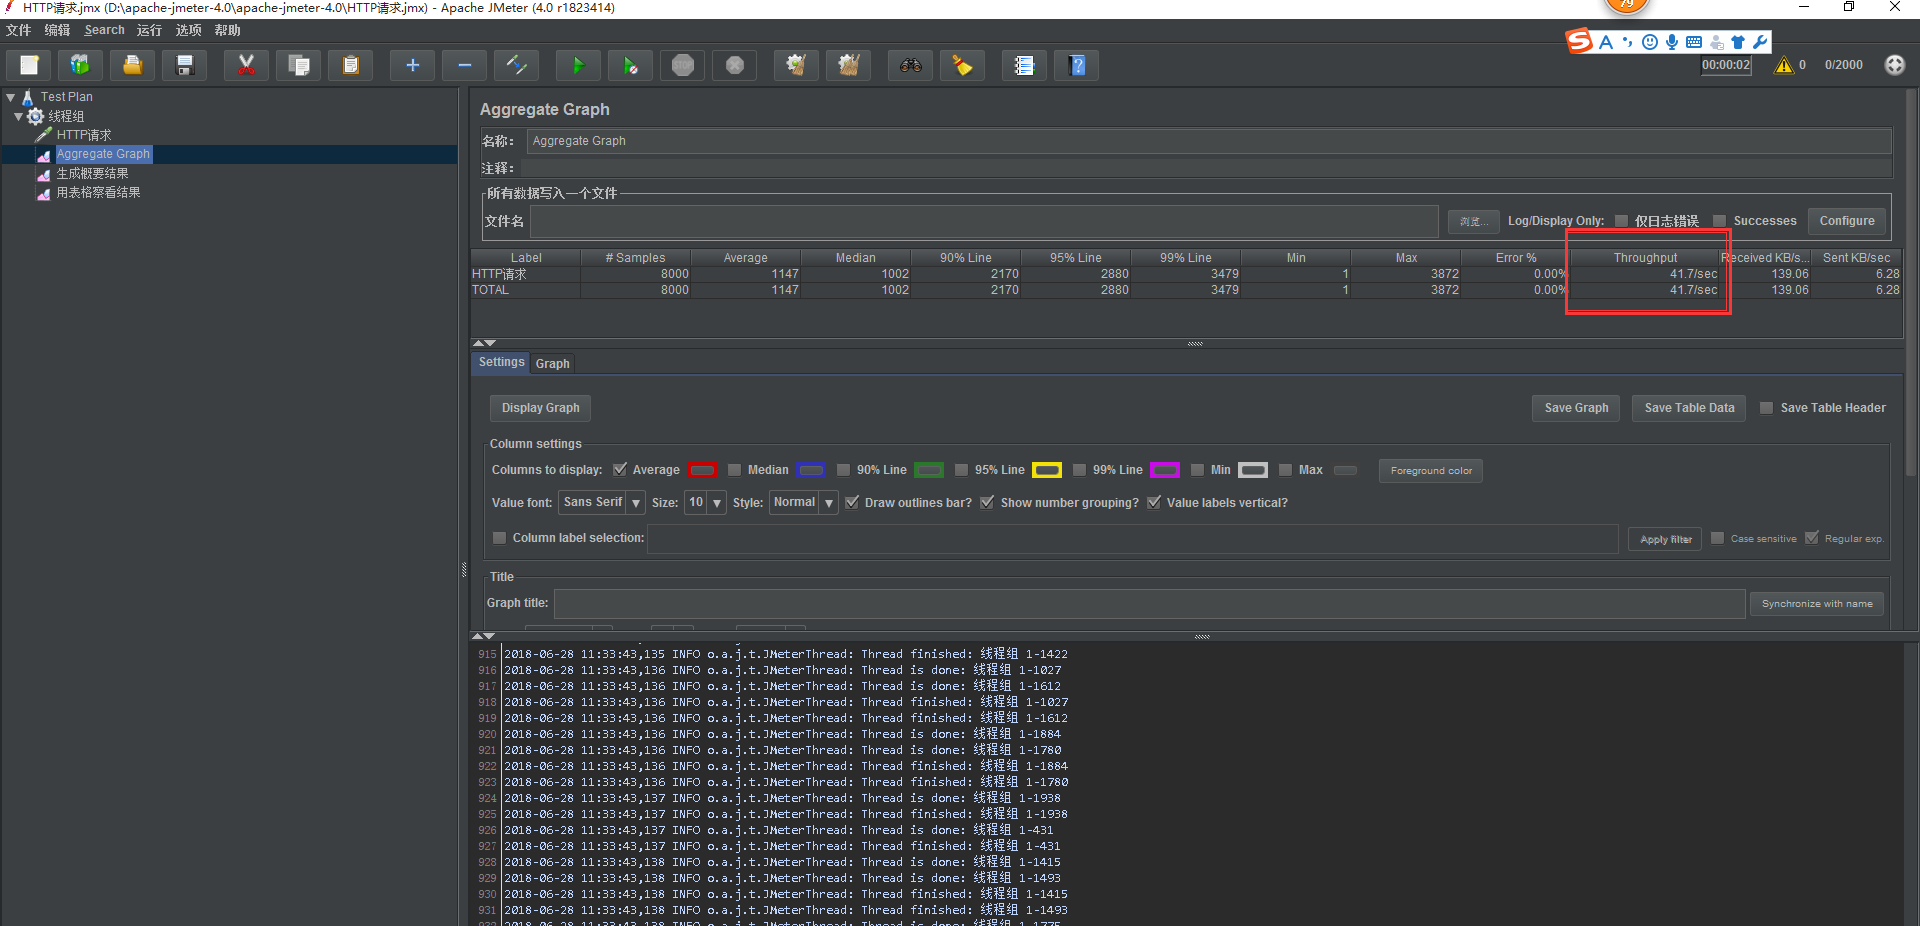 HTTP请求.jmx (D:\apache-jmeter-4.0\apache-jmeter-4.0\HTTP请求.jmx) - Apache JMeter (4.0 r1823414)
79
文件 编辑 Search 运行 选项 帮助
00:00:02 0 0/2000
Test Plan
线程组
HTTP请求
Aggregate Graph
生成概要结果
用表格察看结果
Aggregate Graph
名称: Aggregate Graph
注释:
所有数据写入一个文件
文件名 浏览... Log/Display Only: 仅日志错误 Successes Configure
Label # Samples Average Median 90% Line 95% Line 99% Line Min Max Error % Throughput Received KB/s... Sent KB/sec
HTTP请求 8000 1147 1002 2170 2880 3479 1 3872 0.00% 41.7/sec 139.06 6.28
TOTAL 8000 1147 1002 2170 2880 3479 1 3872 0.00% 41.7/sec 139.06 6.28
Settings Graph
Display Graph Save Graph Save Table Data Save Table Header
Column settings
Columns to display: Average Median 90% Line 95% Line 99% Line Min Max Foreground color
Value font: Sans Serif Size: 10 Style: Normal Draw outlines bar? Show number grouping? Value labels vertical?
Column label selection: Apply filter Case sensitive Regular exp.
Title
Graph title: Synchronize with name
915 2018-06-28 11:33:43,135 INFO o.a.j.t.JMeterThread: Thread finished: 线程组 1-1422
916 2018-06-28 11:33:43,136 INFO o.a.j.t.JMeterThread: Thread is done: 线程组 1-1027
917 2018-06-28 11:33:43,136 INFO o.a.j.t.JMeterThread: Thread is done: 线程组 1-1612
918 2018-06-28 11:33:43,136 INFO o.a.j.t.JMeterThread: Thread finished: 线程组 1-1027
919 2018-06-28 11:33:43,136 INFO o.a.j.t.JMeterThread: Thread finished: 线程组 1-1612
920 2018-06-28 11:33:43,136 INFO o.a.j.t.JMeterThread: Thread is done: 线程组 1-1884
921 2018-06-28 11:33:43,136 INFO o.a.j.t.JMeterThread: Thread is done: 线程组 1-1780
922 2018-06-28 11:33:43,136 INFO o.a.j.t.JMeterThread: Thread finished: 线程组 1-1884
923 2018-06-28 11:33:43,136 INFO o.a.j.t.JMeterThread: Thread finished: 线程组 1-1780
924 2018-06-28 11:33:43,137 INFO o.a.j.t.JMeterThread: Thread is done: 线程组 1-1938
925 2018-06-28 11:33:43,137 INFO o.a.j.t.JMeterThread: Thread finished: 线程组 1-1938
926 2018-06-28 11:33:43,137 INFO o.a.j.t.JMeterThread: Thread is done: 线程组 1-431
927 2018-06-28 11:33:43,137 INFO o.a.j.t.JMeterThread: Thread finished: 线程组 1-431
928 2018-06-28 11:33:43,138 INFO o.a.j.t.JMeterThread: Thread is done: 线程组 1-1415
929 2018-06-28 11:33:43,138 INFO o.a.j.t.JMeterThread: Thread is done: 线程组 1-1493
930 2018-06-28 11:33:43,138 INFO o.a.j.t.JMeterThread: Thread finished: 线程组 1-1415
931 2018-06-28 11:33:43,138 INFO o.a.j.t.JMeterThread: Thread finished: 线程组 1-1493
932 2018-06-28 11:33:43,138 INFO o.a.j.t.JMeterThread: Thread is done: 线程组 1-1775